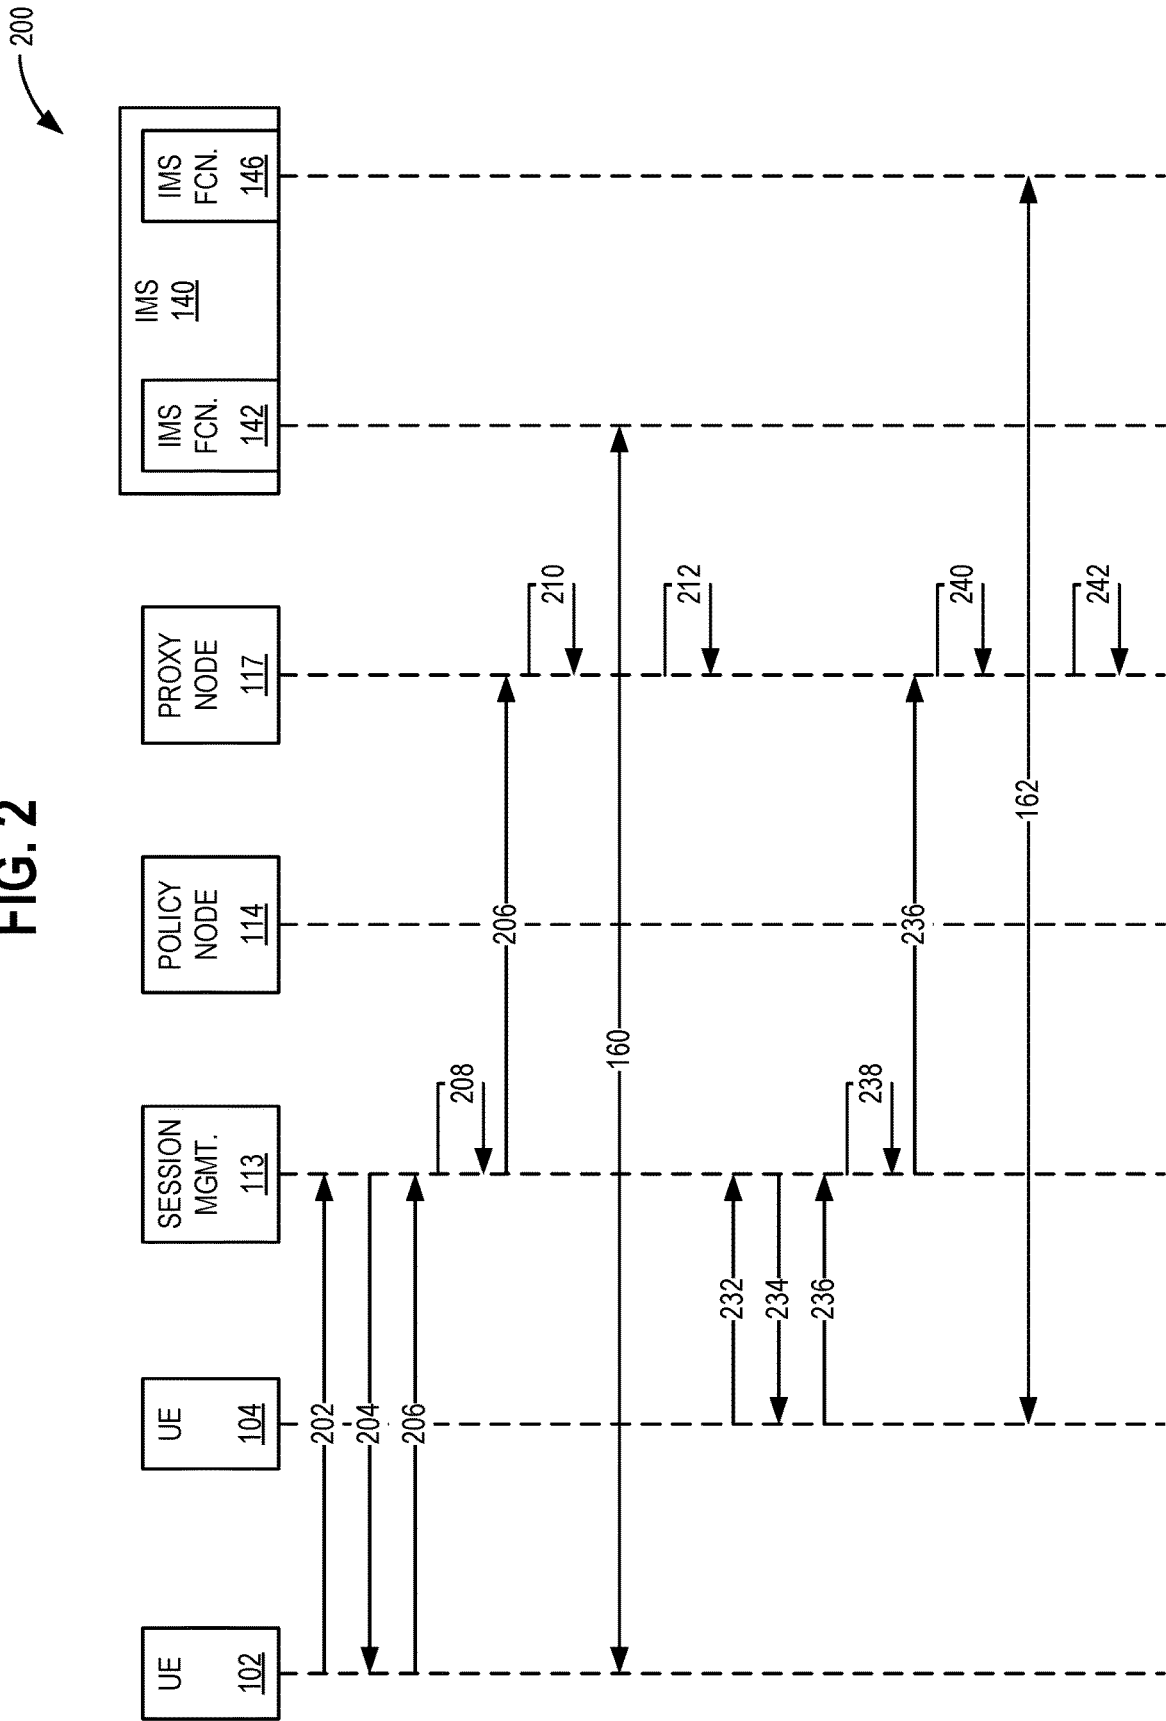 FIG. 2
200
UE
102
UE
104
SESSION
MGMT.
113
POLICY
NODE
114
PROXY
NODE
117
IMS
140
IMS
FCN.
142
IMS
FCN.
146
202
204
206
208
206
210
160
212
232
234
236
238
236
240
162
242